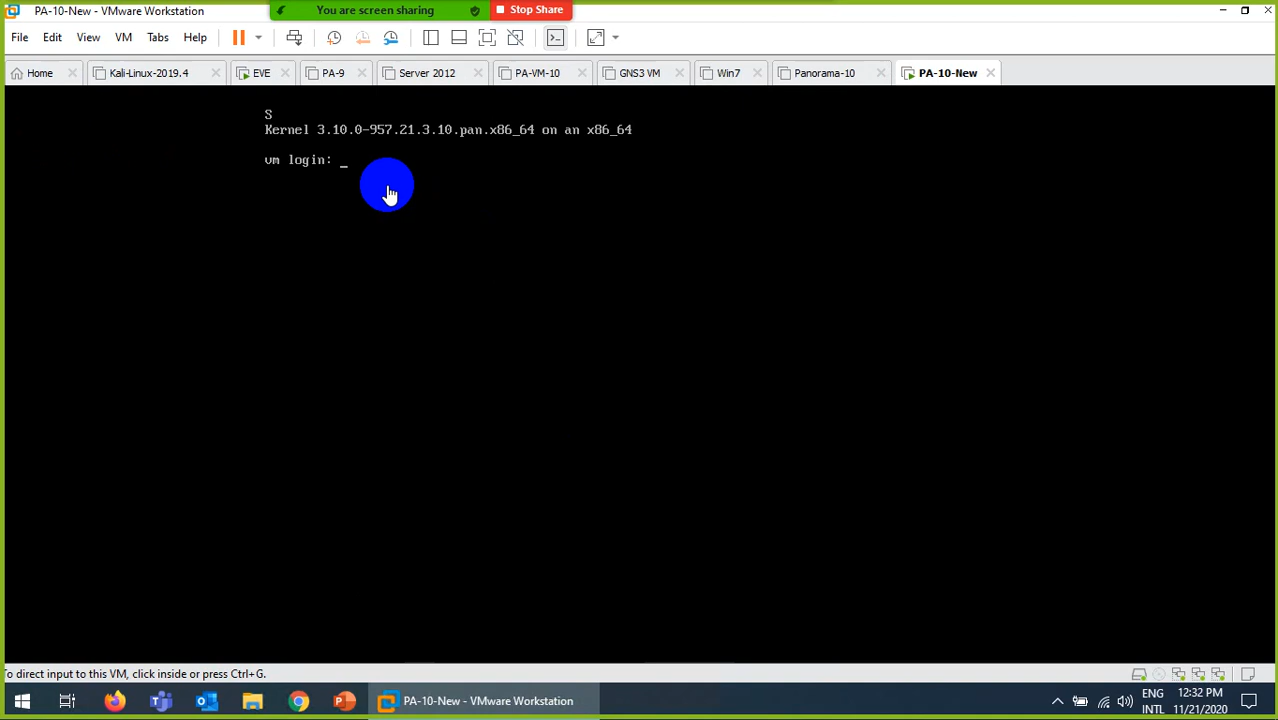 PA-10-New - VMware Workstation
You are screen sharing
Stop Share
File Edit View VM Tabs Help
Home Kali-Linux-2019.4 EVE PA-9 Server 2012 PA-VM-10 GNS3 VM Win7 Panorama-10 PA-10-New
S
Kernel 3.10.0-957.21.3.10.pan.x86_64 on an x86_64
vm login: _
To direct input to this VM, click inside or press Ctrl+G.
PA-10-New - VMware Workstation
ENG 12:32 PM
INTL 11/21/2020